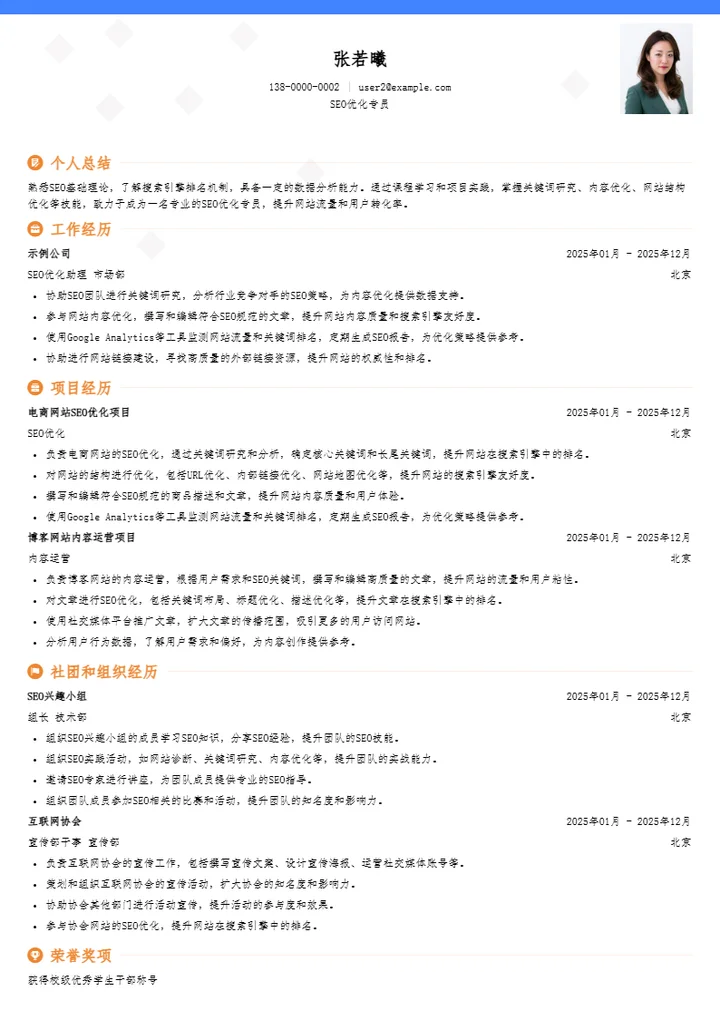 张若曦
138-0000-0002 | user2@example.com
SEO优化专员
个人总结
熟悉SEO基础理论，了解搜索引擎排名机制，具备一定的数据分析能力。通过课程学习和项目实践，掌握关键词研究、内容优化、网站结构
优化等技能，致力于成为一名专业的SEO优化专员，提升网站流量和用户转化率。
工作经历
示例公司 2025年01月 - 2025年12月
SEO优化助理 市场部 北京
• 协助SEO团队进行关键词研究，分析行业竞争对手的SEO策略，为内容优化提供数据支持。
• 参与网站内容优化，撰写和编辑符合SEO规范的文章，提升网站内容质量和搜索引擎友好度。
• 使用Google Analytics等工具监测网站流量和关键词排名，定期生成SEO报告，为优化策略提供参考。
• 协助进行网站链接建设，寻找高质量的外部链接资源，提升网站的权威性和排名。
项目经历
电商网站SEO优化项目 2025年01月 - 2025年12月
SEO优化 北京
• 负责电商网站的SEO优化，通过关键词研究和分析，确定核心关键词和长尾关键词，提升网站在搜索引擎中的排名。
• 对网站的结构进行优化，包括URL优化、内部链接优化、网站地图优化等，提升网站的搜索引擎友好度。
• 撰写和编辑符合SEO规范的商品描述和文章，提升网站内容质量和用户体验。
• 使用Google Analytics等工具监测网站流量和关键词排名，定期生成SEO报告，为优化策略提供参考。
博客网站内容运营项目 2025年01月 - 2025年12月
内容运营 北京
• 负责博客网站的内容运营，根据用户需求和SEO关键词，撰写和编辑高质量的文章，提升网站的流量和用户粘性。
• 对文章进行SEO优化，包括关键词布局、标题优化、描述优化等，提升文章在搜索引擎中的排名。
• 使用社交媒体平台推广文章，扩大文章的传播范围，吸引更多的用户访问网站。
• 分析用户行为数据，了解用户需求和偏好，为内容创作提供参考。
社团和组织经历
SEO兴趣小组 2025年01月 - 2025年12月
组长 技术部 北京
• 组织SEO兴趣小组的成员学习SEO知识，分享SEO经验，提升团队的SEO技能。
• 组织SEO实践活动，如网站诊断、关键词研究、内容优化等，提升团队的实战能力。
• 邀请SEO专家进行讲座，为团队成员提供专业的SEO指导。
• 组织团队成员参加SEO相关的比赛和活动，提升团队的知名度和影响力。
互联网协会 2025年01月 - 2025年12月
宣传部干事 宣传部 北京
• 负责互联网协会的宣传工作，包括撰写宣传文案、设计宣传海报、运营社交媒体账号等。
• 策划和组织互联网协会的宣传活动，扩大协会的知名度和影响力。
• 协助协会其他部门进行活动宣传，提升活动的参与度和效果。
• 参与协会网站的SEO优化，提升网站在搜索引擎中的排名。
荣誉奖项
获得校级优秀学生干部称号